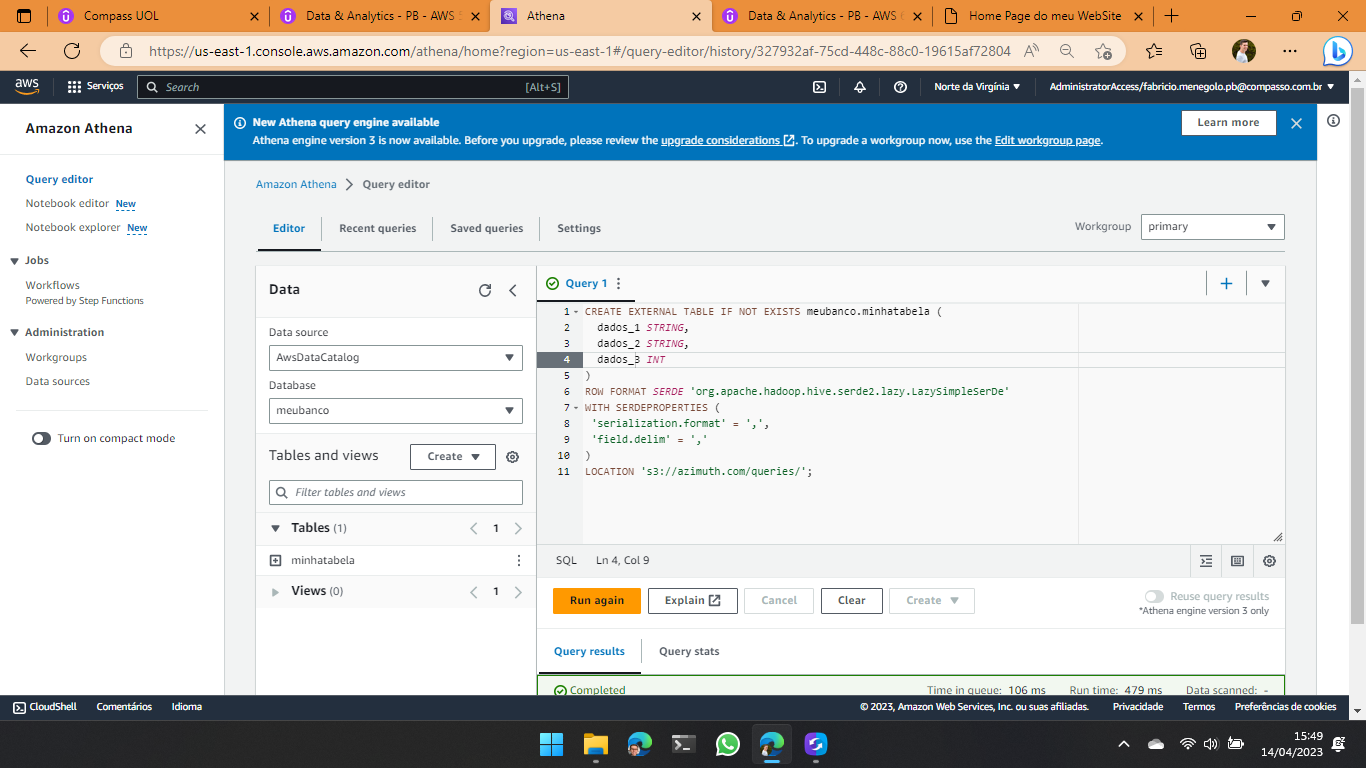 Compass UOL
Data & Analytics - PB - AWS
Athena
Data & Analytics - PB - AWS
Home Page do meu WebSite
https://us-east-1.console.aws.amazon.com/athena/home?region=us-east-1#/query-editor/history/327932af-75cd-448c-88c0-19615af72804
aws
Serviços
Search
[Alt+S]
Norte da Virgínia
AdministratorAccess/fabricio.menegolo.pb@compasso.com.br
Amazon Athena
Query editor
Notebook editor New
Notebook explorer New
Jobs
Workflows
Powered by Step Functions
Administration
Workgroups
Data sources
Turn on compact mode
New Athena query engine available
Athena engine version 3 is now available. Before you upgrade, please review the upgrade considerations. To upgrade a workgroup now, use the Edit workgroup page.
Learn more
Amazon Athena
Query editor
Editor
Recent queries
Saved queries
Settings
Workgroup
primary
Data
Data source
AwsDataCatalog
Database
meubanco
Tables and views
Create
Filter tables and views
Tables (1)
1
minhatabela
Views (0)
1
Query 1
1 CREATE EXTERNAL TABLE IF NOT EXISTS meubanco.minhatabela (
2 dados_1 STRING,
3 dados_2 STRING,
4 dados_3 INT
5 )
6 ROW FORMAT SERDE 'org.apache.hadoop.hive.serde2.lazy.LazySimpleSerDe'
7 WITH SERDEPROPERTIES (
8 'serialization.format' = ',',
9 'field.delim' = ','
10 )
11 LOCATION 's3://azimuth.com/queries/';
SQL
Ln 4, Col 9
Run again
Explain
Cancel
Clear
Create
Reuse query results
*Athena engine version 3 only
Query results
Query stats
Completed
Time in queue: 106 ms
Run time: 479 ms
Data scanned: -
CloudShell
Comentários
Idioma
© 2023, Amazon Web Services, Inc. ou suas afiliadas.
Privacidade
Termos
Preferências de cookies
15:49
14/04/2023